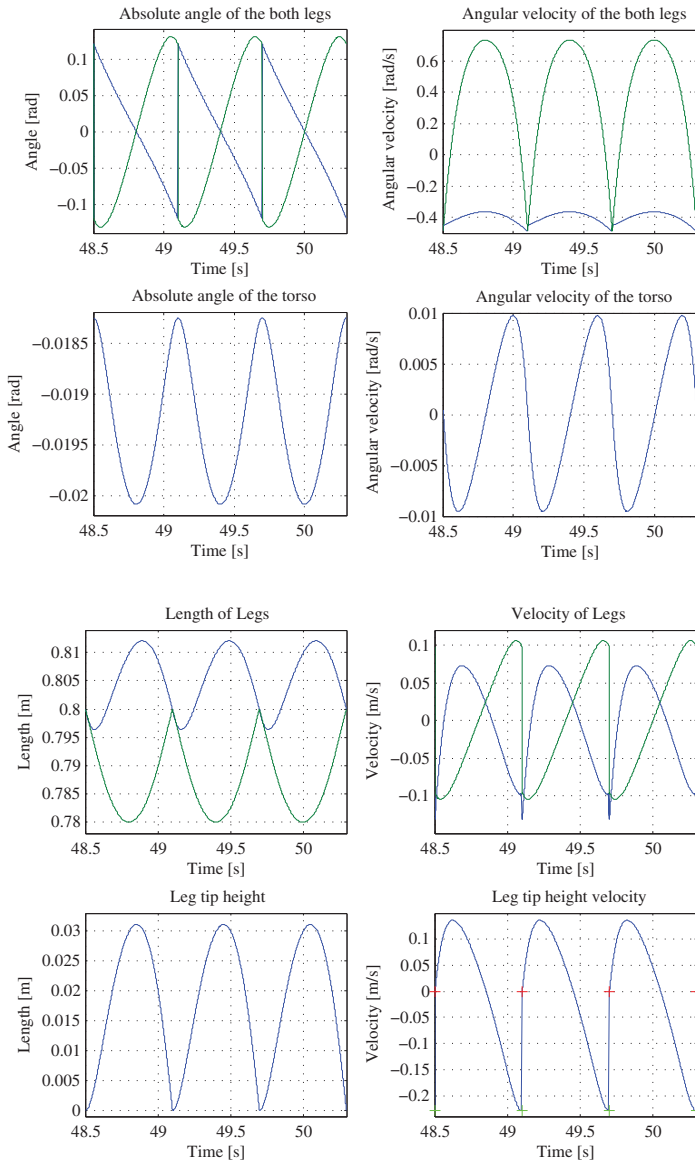 Absolute angle of the both legs
Angle [rad]
0.1
0.05
0
−0.05
−0.1
48.5 49 49.5 50
Time [s]
Angular velocity of the both legs
Angular velocity [rad/s]
0.6
0.4
0.2
0
−0.2
−0.4
48.5 49 49.5 50
Time [s]
Absolute angle of the torso
Angle [rad]
−0.0185
−0.019
−0.0195
−0.02
48.5 49 49.5 50
Time [s]
Angular velocity of the torso
Angular velocity [rad/s]
0.01
0.005
0
−0.005
−0.01
48.5 49 49.5 50
Time [s]
Length of Legs
Length [m]
0.81
0.805
0.8
0.795
0.79
0.785
0.78
48.5 49 49.5 50
Time [s]
Velocity of Legs
Velocity [m/s]
0.1
0.05
0
−0.05
−0.1
48.5 49 49.5 50
Time [s]
Leg tip height
Length [m]
0.03
0.025
0.02
0.015
0.01
0.005
0
48.5 49 49.5 50
Time [s]
Leg tip height velocity
Velocity [m/s]
0.1
0.05
0
−0.05
−0.1
−0.15
−0.2
48.5 49 49.5 50
Time [s]